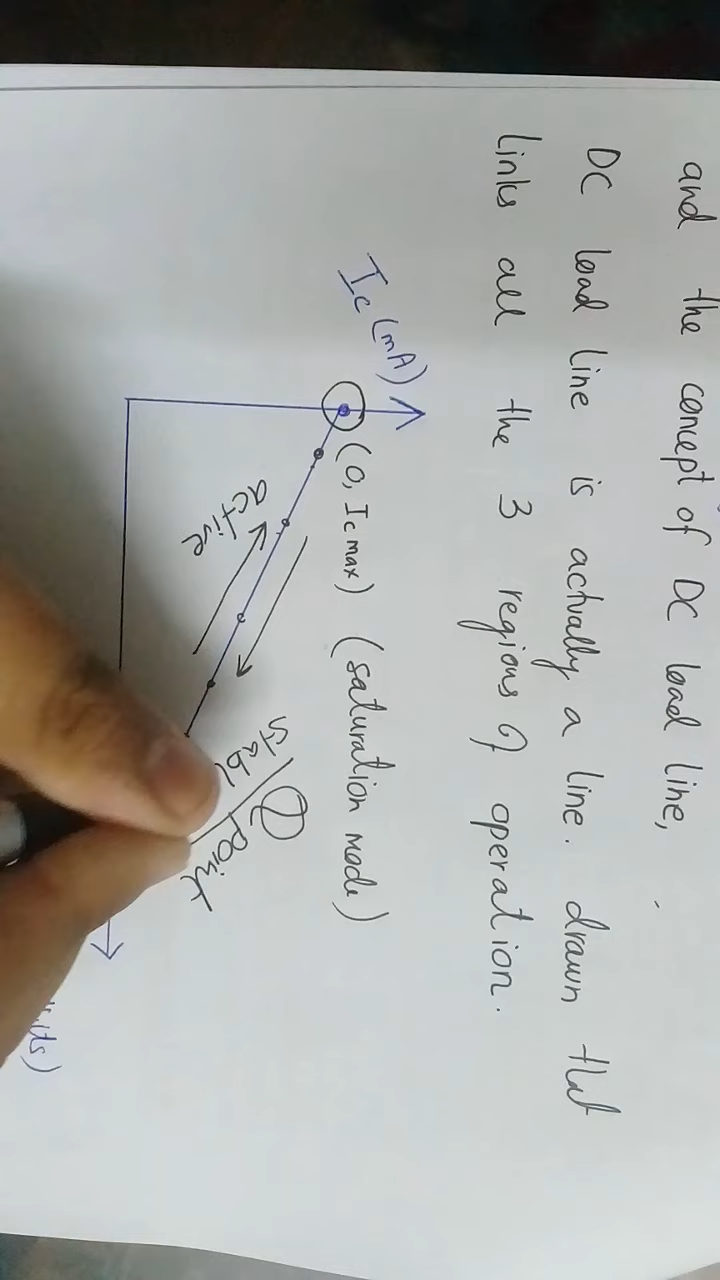 and the concept of DC load line,
DC load line is actually a line. drawn that
links all the 3 regions of operation.
Ic (mA)
(0, Ic max) (saturation mode)
active
Q point